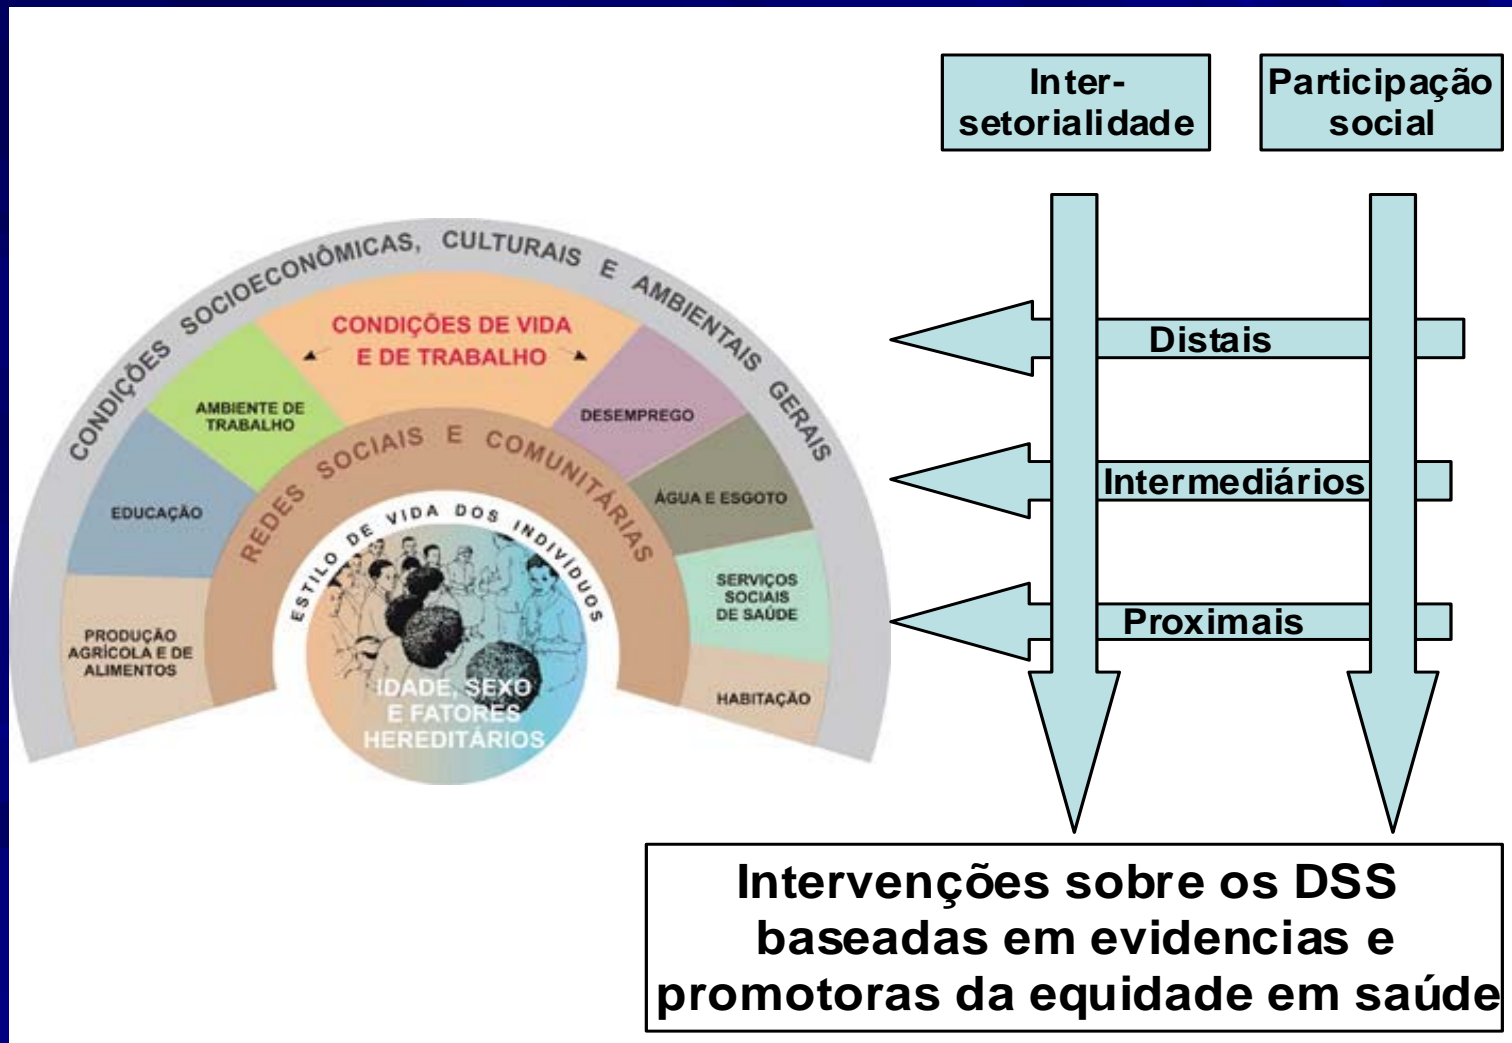 Inter-
setorialidade
Participação
social
CONDIÇÕES SOCIOECONÔMICAS, CULTURAIS E AMBIENTAIS GERAIS
CONDIÇÕES DE VIDA
E DE TRABALHO
AMBIENTE DE
TRABALHO
DESEMPREGO
EDUCAÇÃO
ÁGUA E ESGOTO
PRODUÇÃO
AGRÍCOLA E DE
ALIMENTOS
SERVIÇOS
SOCIAIS
DE SAÚDE
HABITAÇÃO
REDES SOCIAIS E COMUNITÁRIAS
ESTILO DE VIDA DOS INDIVÍDUOS
IDADE, SEXO
E FATORES
HEREDITÁRIOS
Distais
Intermediários
Proximais
Intervenções sobre os DSS
baseadas em evidencias e
promotoras da equidade em saúde